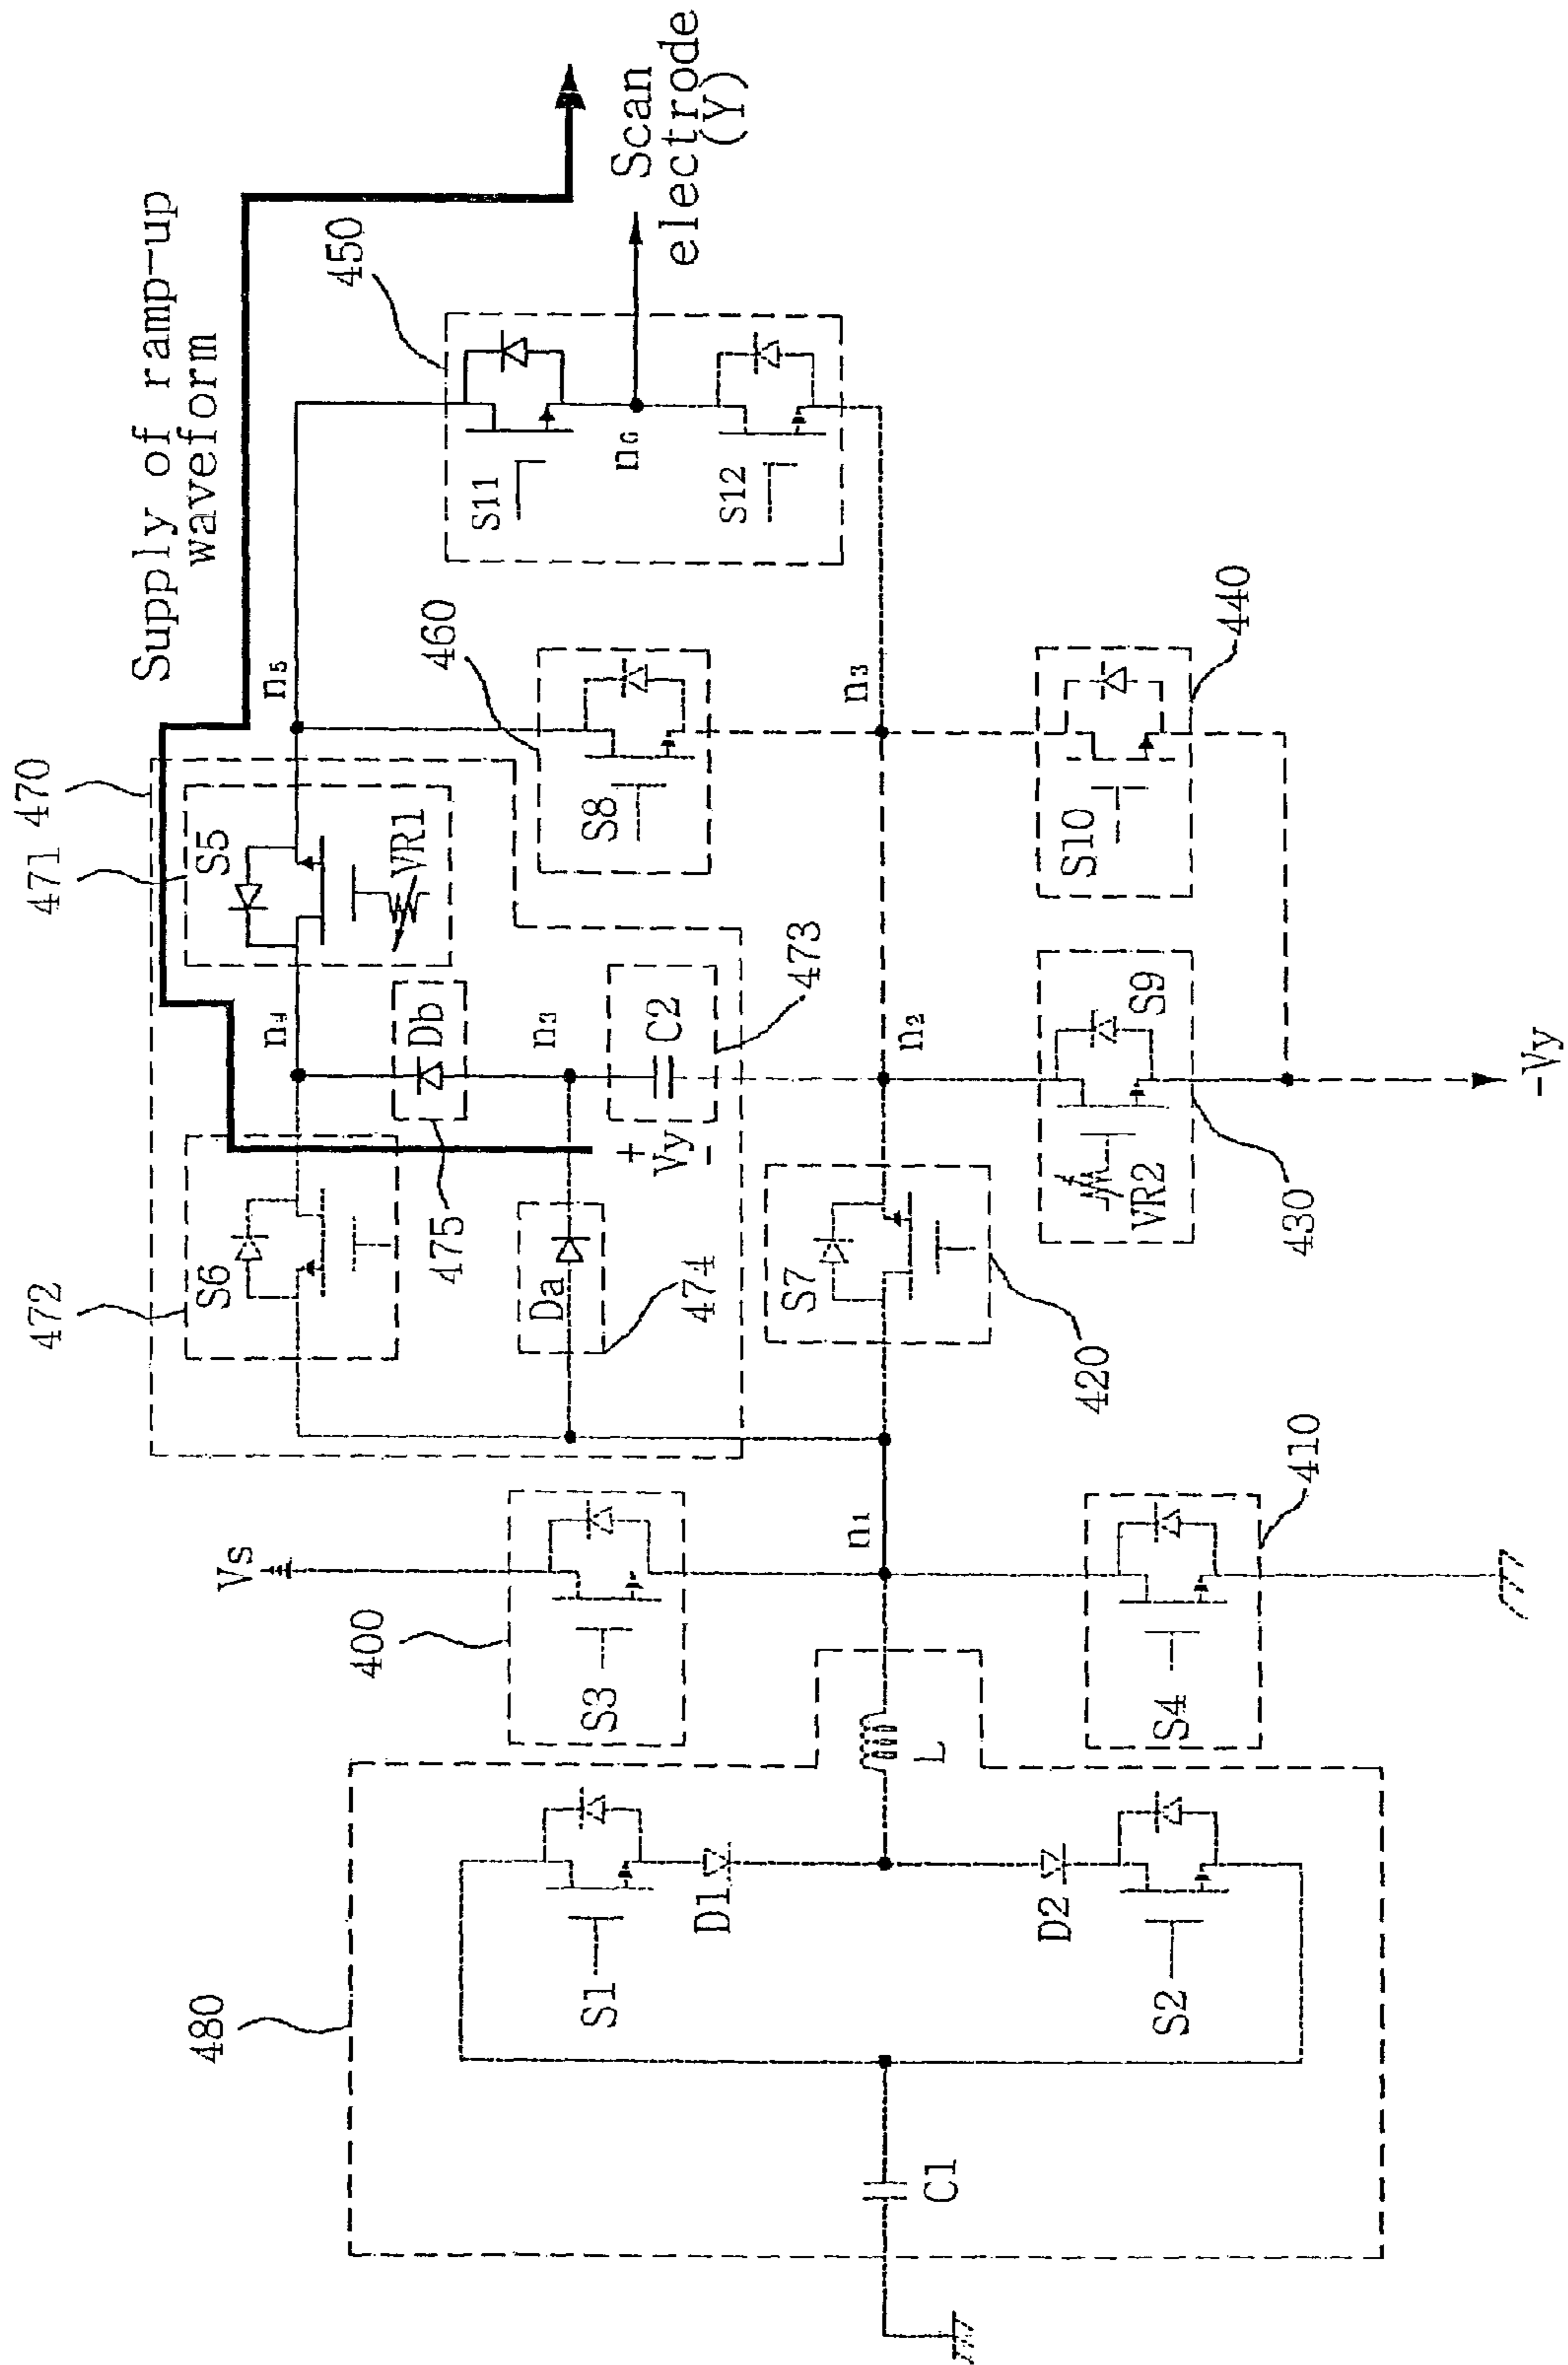 Supply of ramp-up
waveform
Scan
electrode
(Y)
470
471
S5
VR1
472
S6
n4
Db
475
n3
C2
473
+
Vy
−
Da
474
n5
460
S8
450
S11
n6
S12
n3
n2
S7
420
430
S9
VR2
440
S10
-Vy
Vs
400
S3
n1
410
S4
480
S1
D1
L
D2
S2
C1